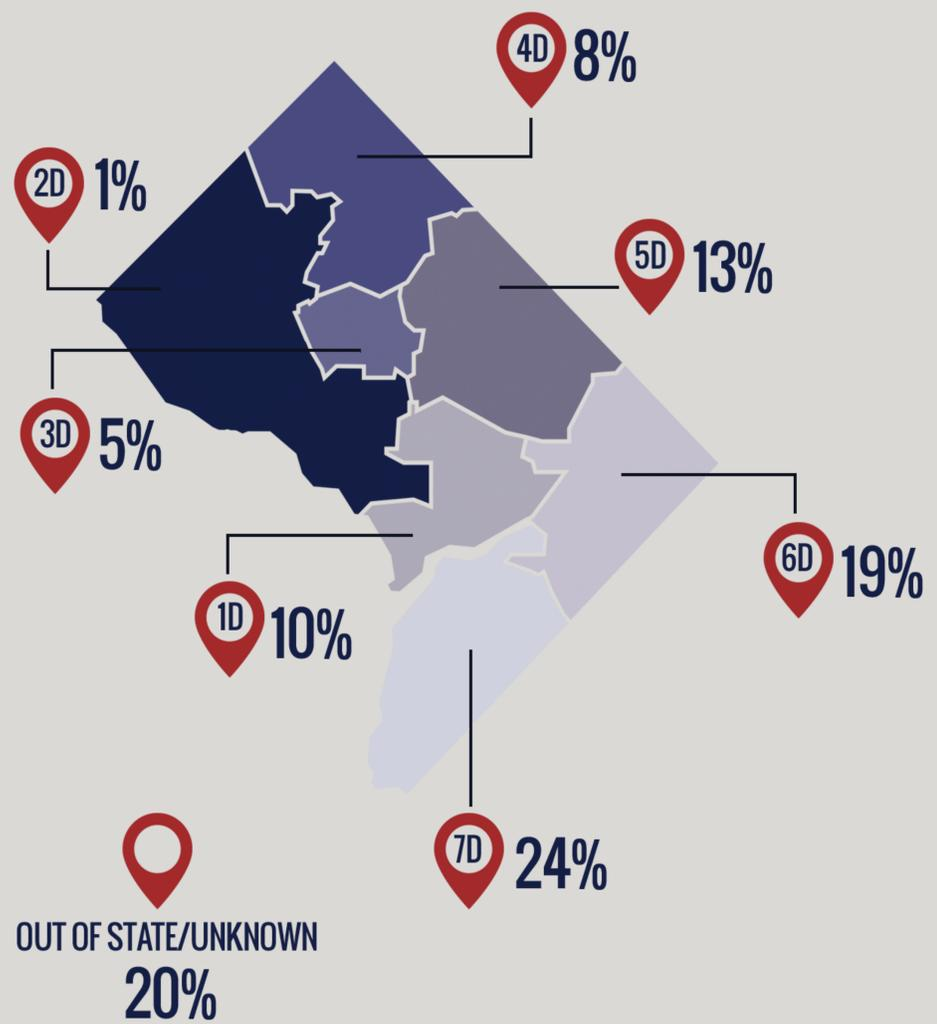 4D 8%
2D 1%
5D 13%
3D 5%
6D 19%
1D 10%
7D 24%
OUT OF STATE/UNKNOWN
20%